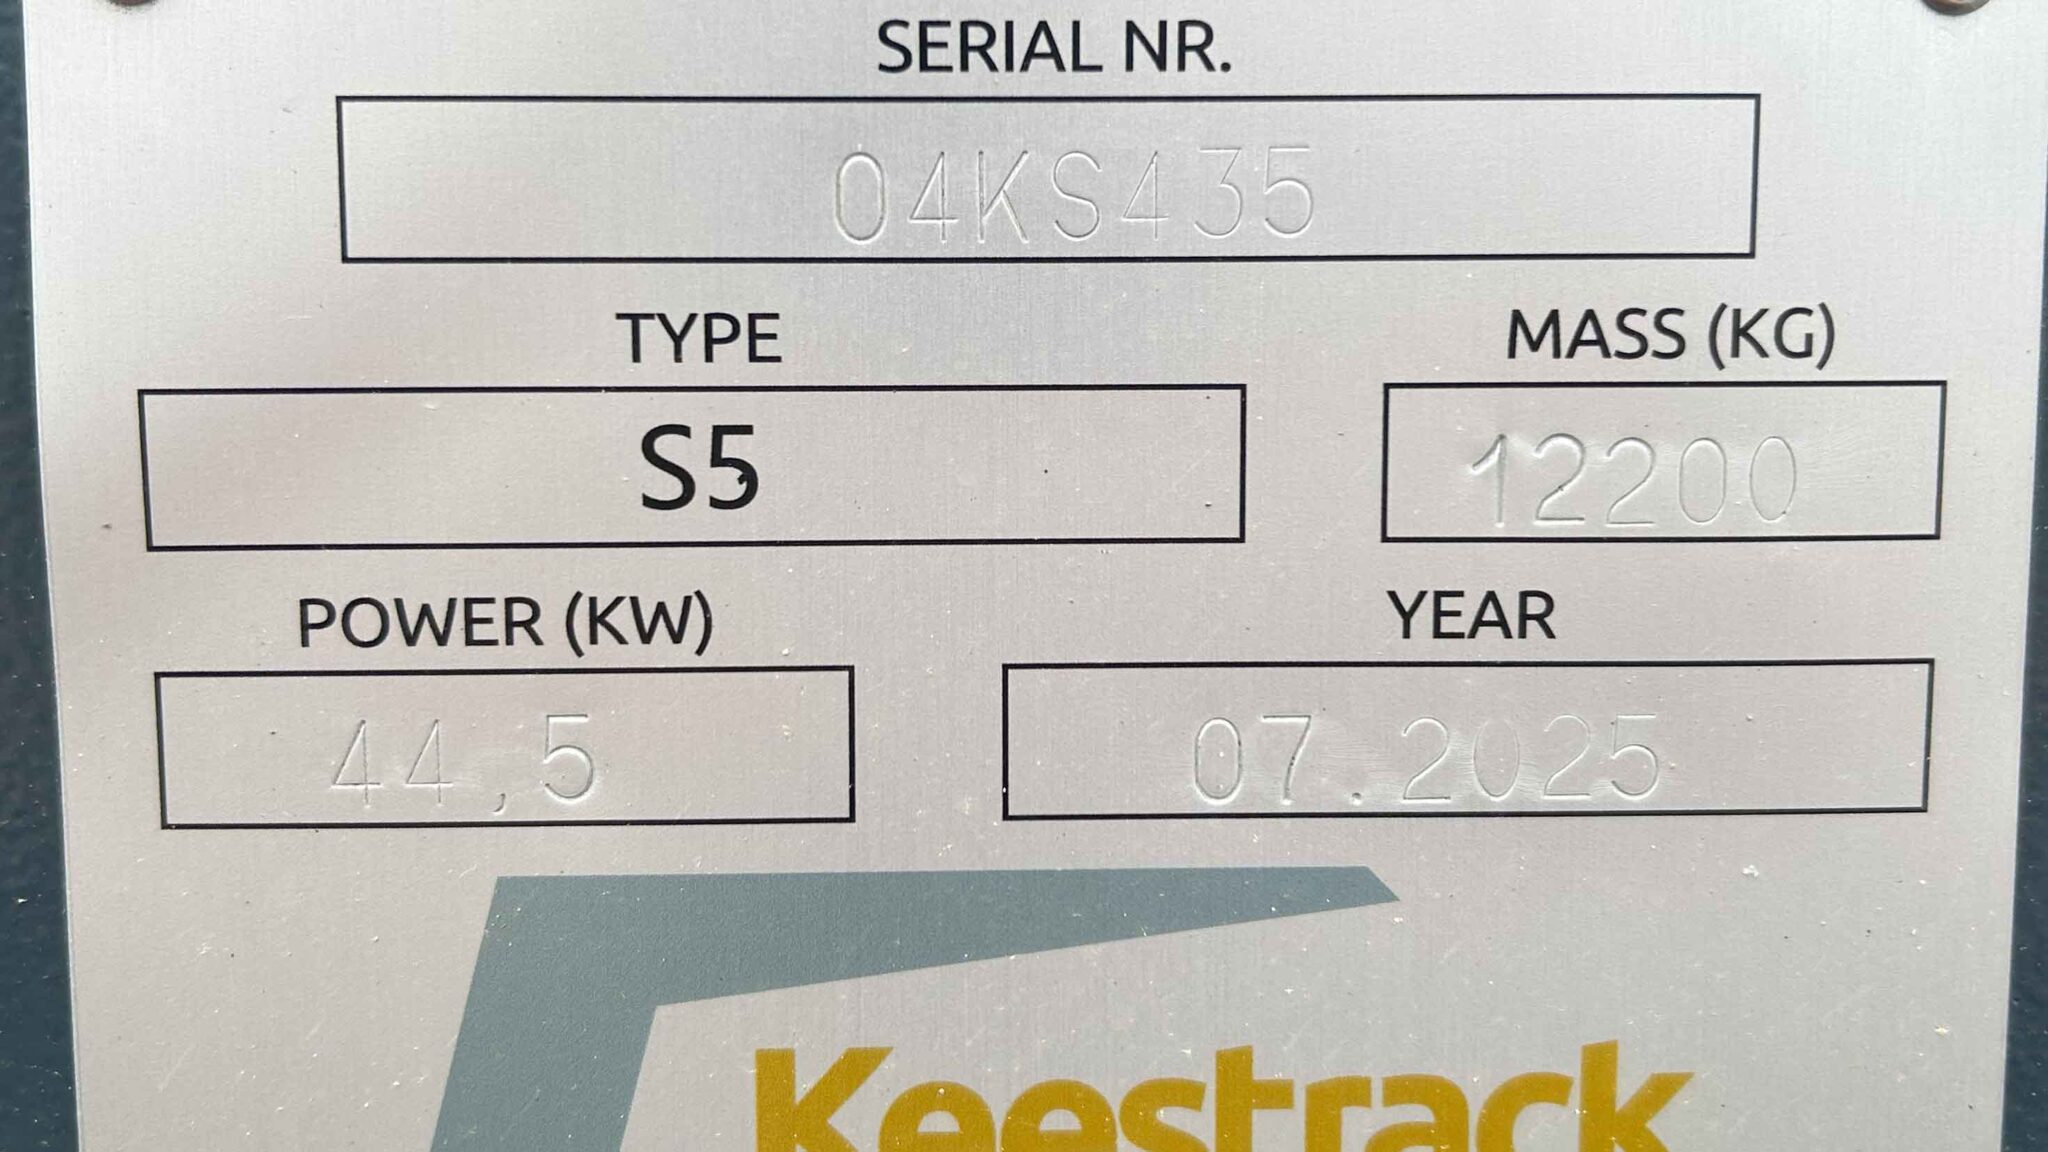 SERIAL NR.
04KS435
TYPE
MASS (KG)
S5
12200
POWER (KW)
YEAR
44,5
07.2025
Keestrack